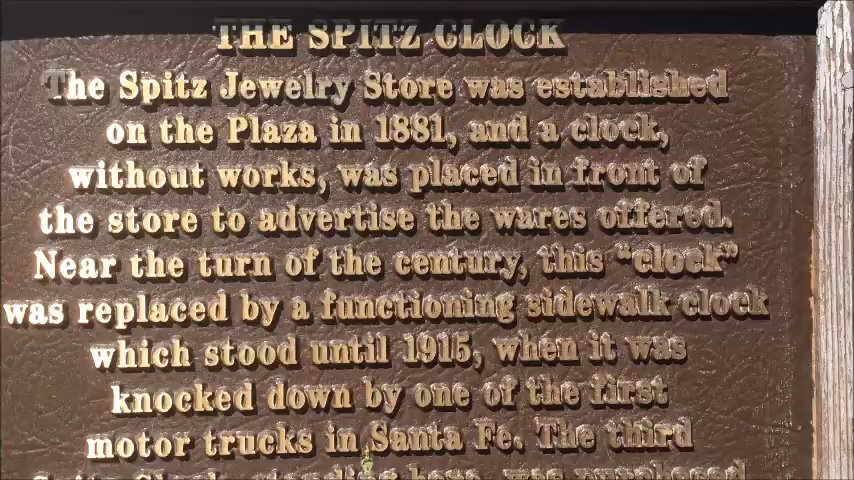 THE SPITZ CLOCK
The Spitz Jewelry Store was established
on the Plaza in 1881, and a clock,
without works, was placed in front of
the store to advertise the wares offered.
Near the turn of the century, this “clock”
was replaced by a functioning sidewalk clock
which stood until 1915, when it was
knocked down by one of the first
motor trucks in Santa Fe. The third